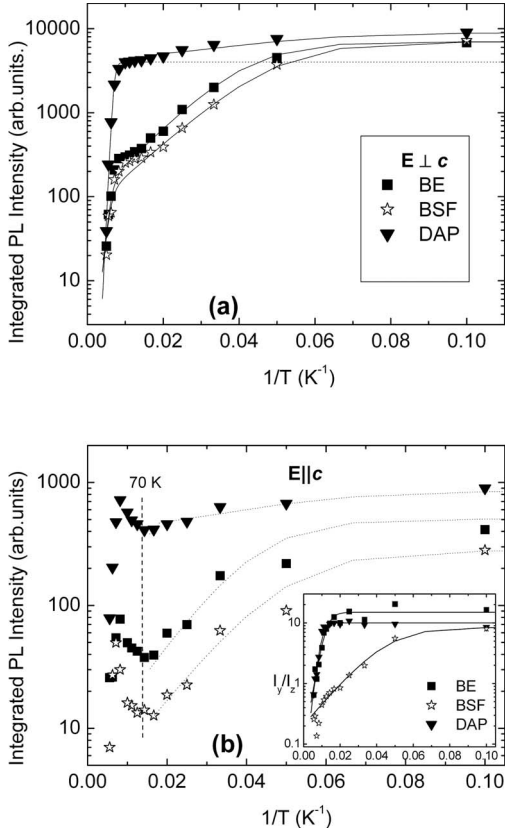 10000
1000
100
10
Integrated PL Intensity (arb.units.)
E ⊥ c
BE
BSF
DAP
(a)
0.00 0.02 0.04 0.06 0.08 0.10
1/T (K⁻¹)
1000
100
10
Integrated PL Intensity (arb.units)
70 K
E||c
10
1
0.1
I_y/I_z
BE
BSF
DAP
0.00 0.02 0.04 0.06 0.08 0.10
(b)
0.00 0.02 0.04 0.06 0.08 0.10
1/T (K⁻¹)